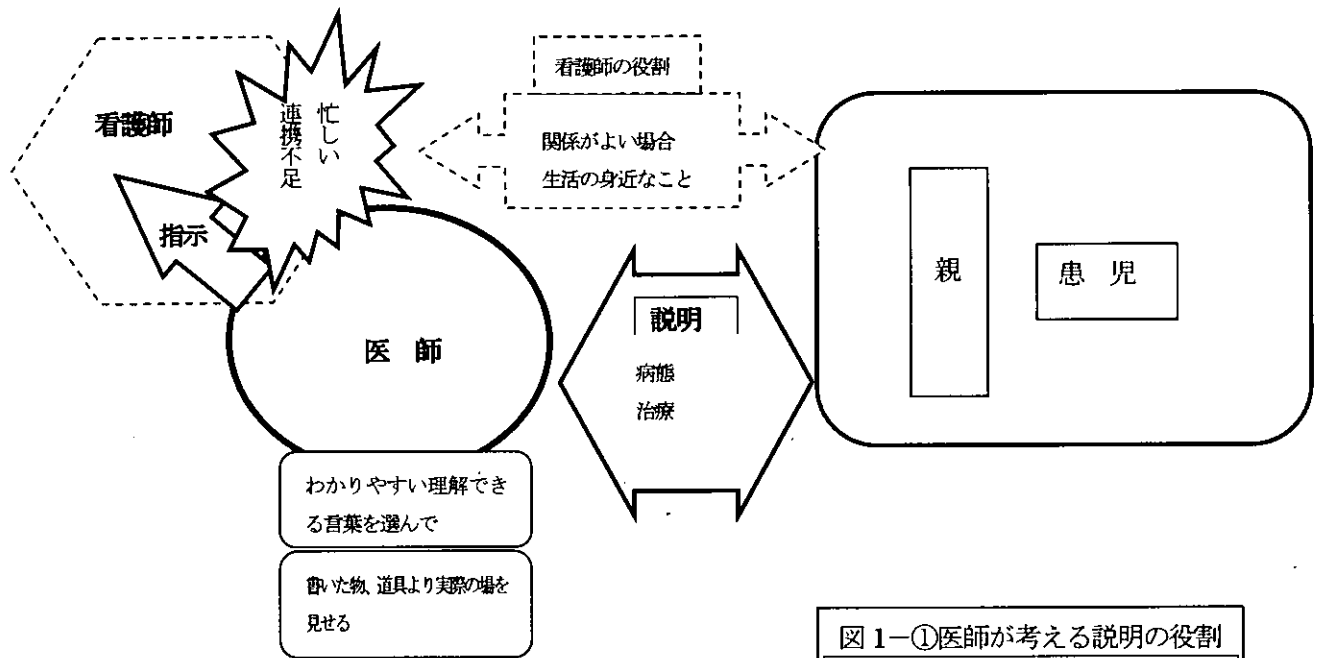 看護師の役割
関係がよい場合
生活の身近なこと
看護師
忙しい
連携不足
指示
医 師
説明
病態
治療
親
患 児
わかりやすい理解でき
る言葉を選んで
書いた物、道具より実際の場を
見せる
図1-①医師が考える説明の役割